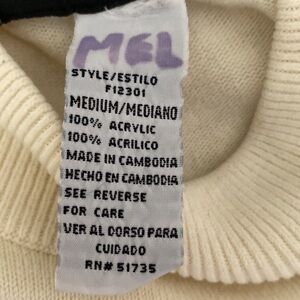 MEL
STYLE/ESTILO
F12301
MEDIUM/MEDIANO
100% ACRYLIC
100% ACRILICO
MADE IN CAMBODIA
HECHO EN CAMBODIA
SEE REVERSE
FOR CARE
VER AL DORSO PARA
CUIDADO
RN# 51735